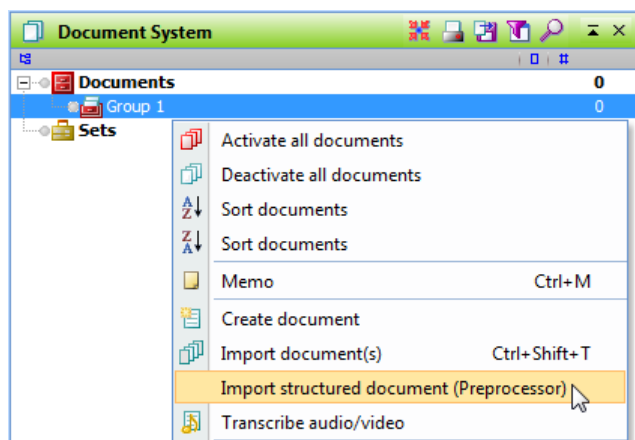 Document System
Documents 0
Group 1 0
Sets
Activate all documents
Deactivate all documents
Sort documents
Sort documents
Memo Ctrl+M
Create document
Import document(s) Ctrl+Shift+T
Import structured document (Preprocessor)
Transcribe audio/video